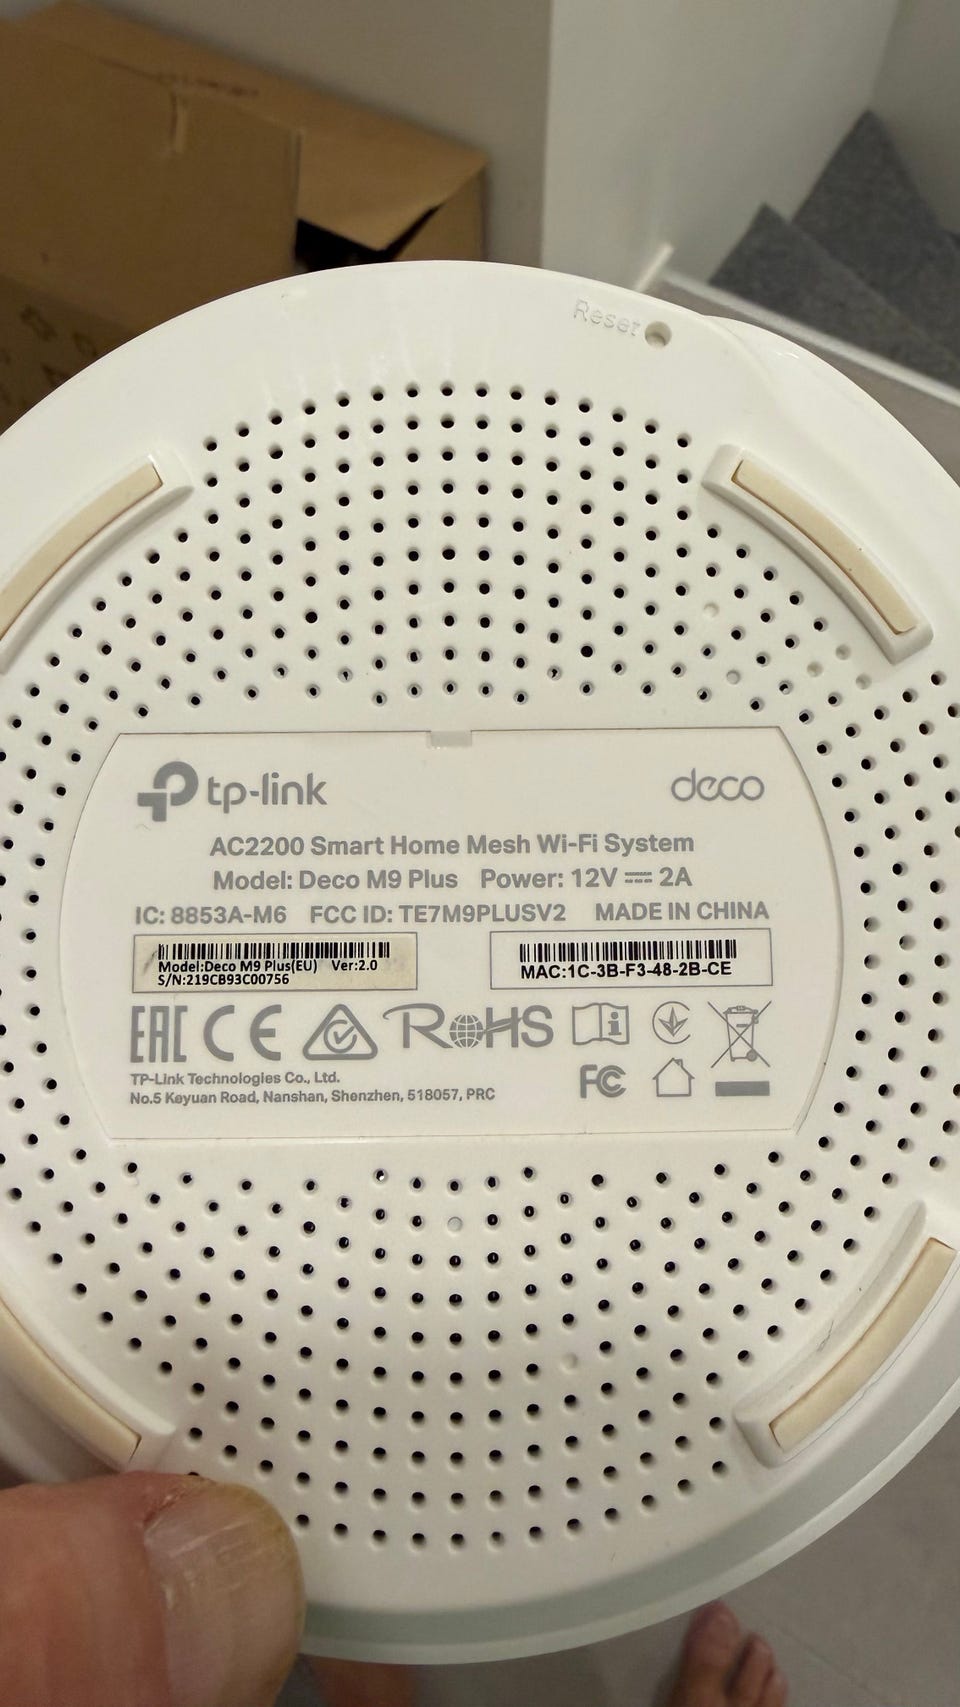 Reset
tp-link deco
AC2200 Smart Home Mesh Wi-Fi System
Model: Deco M9 Plus Power: 12V ⎓ 2A
IC: 8853A-M6 FCC ID: TE7M9PLUSV2 MADE IN CHINA
Model:Deco M9 Plus(EU) Ver:2.0
S/N:219CB93C00756
MAC:1C-3B-F3-48-2B-CE
EAC CE RoHS
FC
TP-Link Technologies Co., Ltd.
No.5 Keyuan Road, Nanshan, Shenzhen, 518057, PRC